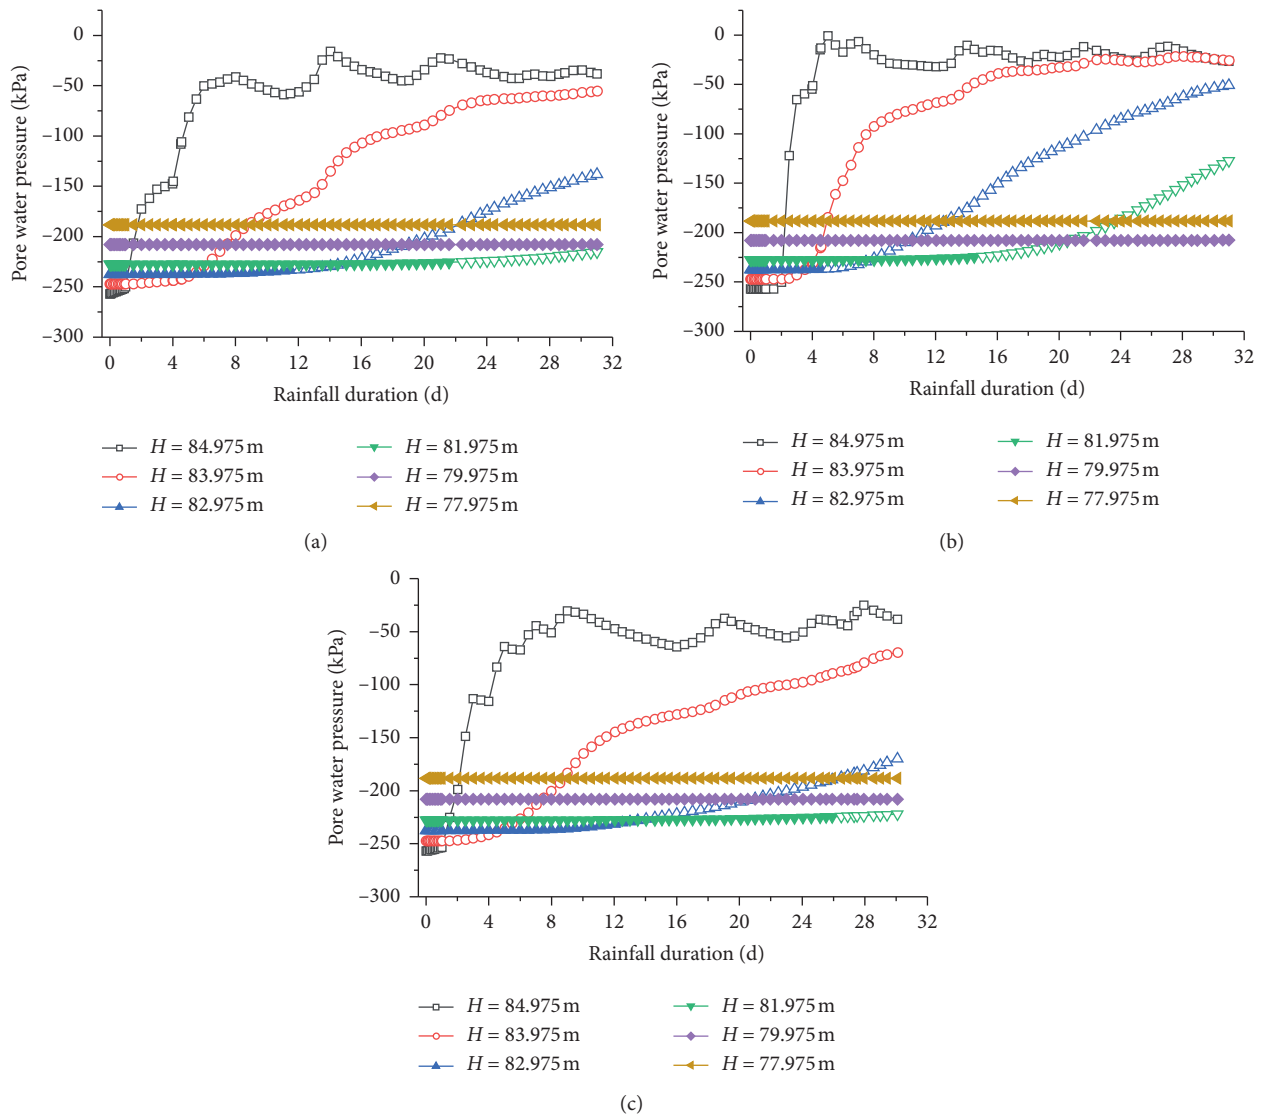 0
−50
−100
−150
−200
−250
−300
Pore water pressure (kPa)
0 4 8 12 16 20 24 28 32
Rainfall duration (d)
H = 84.975 m H = 81.975 m
H = 83.975 m H = 79.975 m
H = 82.975 m H = 77.975 m
(a)
0
−50
−100
−150
−200
−250
−300
Pore water pressure (kPa)
0 4 8 12 16 20 24 28 32
Rainfall duration (d)
H = 84.975 m H = 81.975 m
H = 83.975 m H = 79.975 m
H = 82.975 m H = 77.975 m
(b)
0
−50
−100
−150
−200
−250
−300
Pore water pressure (kPa)
0 4 8 12 16 20 24 28 32
Rainfall duration (d)
H = 84.975 m H = 81.975 m
H = 83.975 m H = 79.975 m
H = 82.975 m H = 77.975 m
(c)